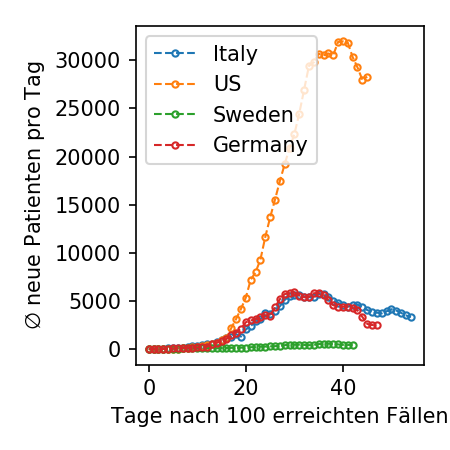 Italy
US
Sweden
Germany
30000
25000
20000
15000
10000
5000
0
∅ neue Patienten pro Tag
0 20 40
Tage nach 100 erreichten Fällen